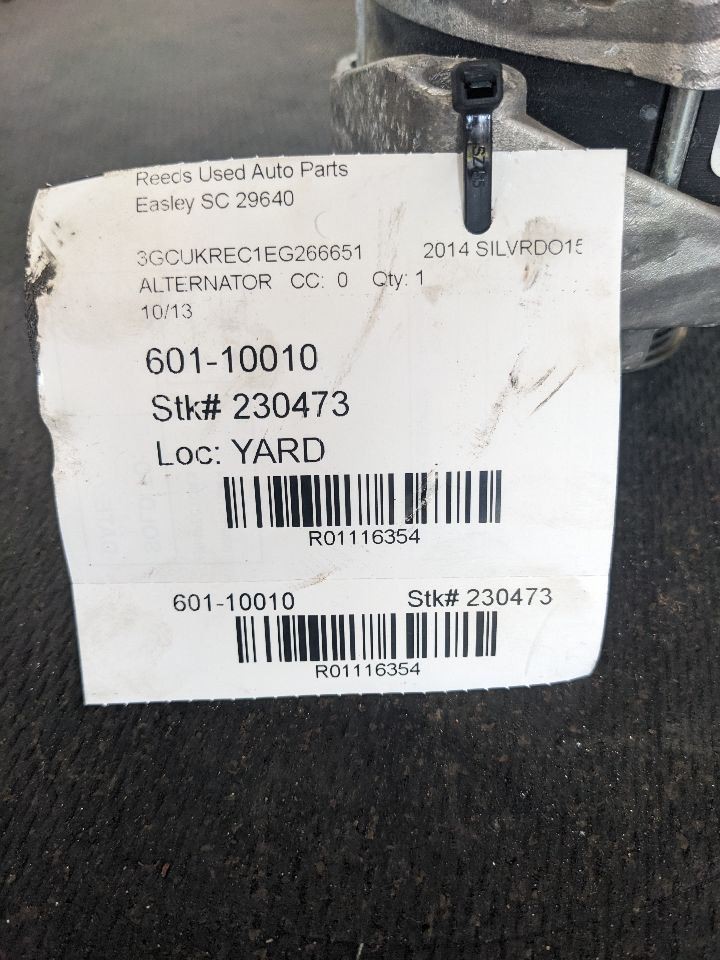 Reeds Used Auto Parts
Easley SC 29640
3GCUKREC1EG266651 2014 SILVRDO15
ALTERNATOR CC: 0 Qty: 1
10/13
601-10010
Stk# 230473
Loc: YARD
R01116354
601-10010 Stk# 230473
R01116354